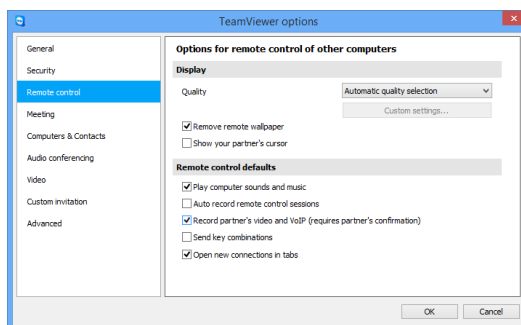 TeamViewer options
General
Security
Remote control
Meeting
Computers & Contacts
Audio conferencing
Video
Custom invitation
Advanced
Options for remote control of other computers
Display
Quality
Automatic quality selection
Custom settings...
Remove remote wallpaper
Show your partner's cursor
Remote control defaults
Play computer sounds and music
Auto record remote control sessions
Record partner's video and VoIP (requires partner's confirmation)
Send key combinations
Open new connections in tabs
OK Cancel